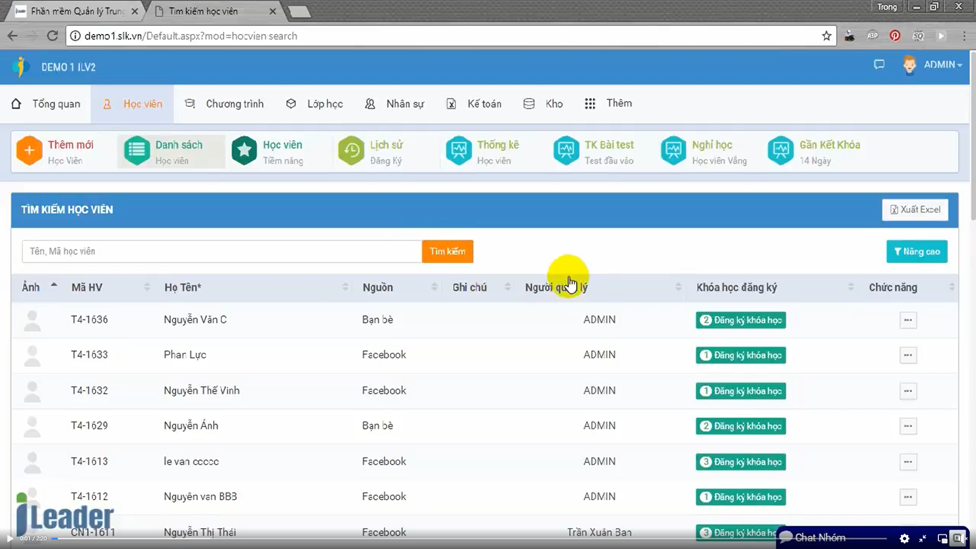 Phần mềm Quản lý Trung
Tìm kiếm học viên
Trong
demo1.slk.vn/Default.aspx?mod=hocvien search
DEMO 1 ILV2
ADMIN
Tổng quan
Học viên
Chương trình
Lớp học
Nhân sự
Kế toán
Kho
Thêm
Thêm mới
Học Viên
Danh sách
Học viên
Học viên
Tiềm năng
Lịch sử
Đăng Ký
Thống kê
Học viên
TK Bài test
Test đầu vào
Nghỉ học
Học viên Vắng
Gần Kết Khóa
14 Ngày
TÌM KIẾM HỌC VIÊN
Xuất Excel
Tên, Mã học viên
Tìm kiếm
Nâng cao
Ảnh Mã HV Họ Tên* Nguồn Ghi chú Người quản lý Khóa học đăng ký Chức năng
T4-1636 Nguyễn Văn C Bạn bè ADMIN 2 Đăng ký khóa học
T4-1633 Phan Lực Facebook ADMIN 1 Đăng ký khóa học
T4-1632 Nguyễn Thế Vinh Facebook ADMIN 1 Đăng ký khóa học
T4-1629 Nguyễn Ánh Bạn bè ADMIN 2 Đăng ký khóa học
T4-1613 le van ccccc Facebook ADMIN 3 Đăng ký khóa học
T4-1612 Nguyên van BBB Facebook ADMIN 1 Đăng ký khóa học
CN1-1611 Nguyễn Thị Thái Facebook Trần Xuân Ban 3 Đăng ký khóa học
iLeader
0:01 / 2:20
Chat Nhóm